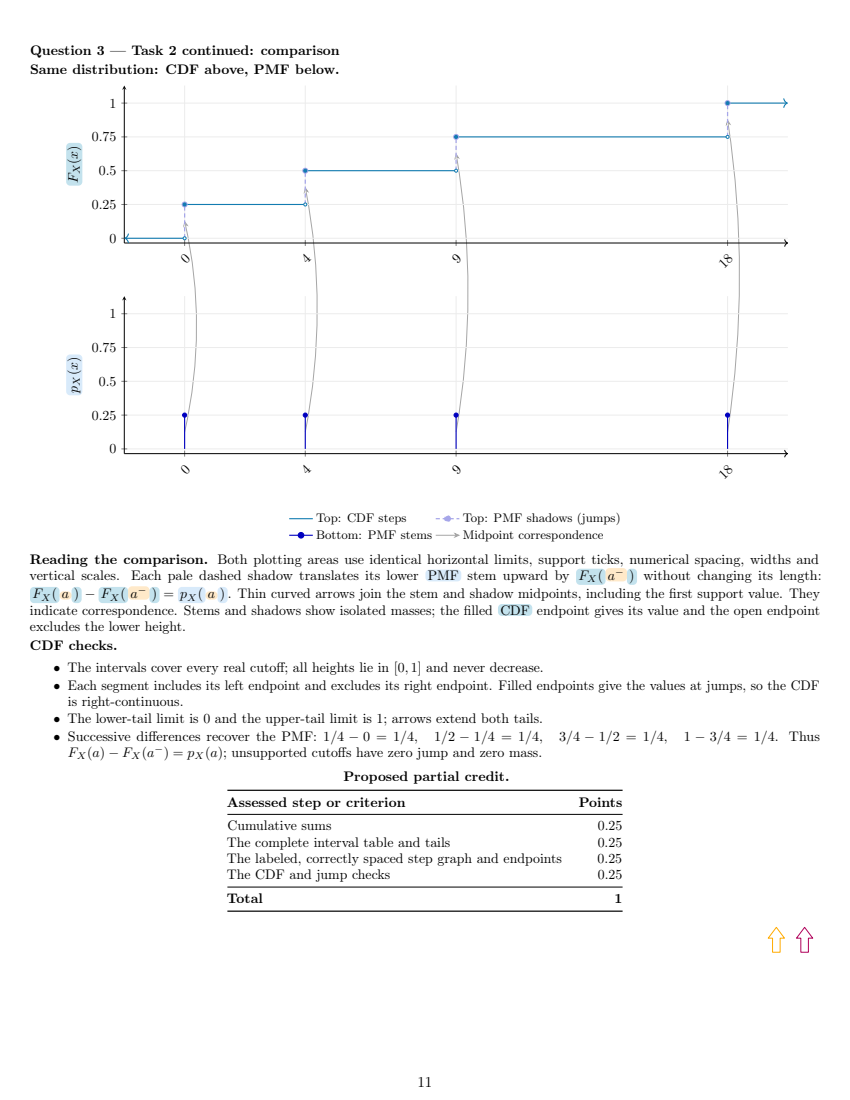 Question 3 — Task 2 continued: comparison
Same distribution: CDF above, PMF below.
1
0.75
0.5
0.25
0
F_X(x)
0 4 9 18
1
0.75
0.5
0.25
0
p_X(x)
0 4 9 18
Top: CDF steps Top: PMF shadows (jumps)
Bottom: PMF stems Midpoint correspondence
Reading the comparison. Both plotting areas use identical horizontal limits, support ticks, numerical spacing, widths and
vertical scales. Each pale dashed shadow translates its lower PMF stem upward by F_X(a⁻) without changing its length:
F_X(a) − F_X(a⁻) = p_X(a). Thin curved arrows join the stem and shadow midpoints, including the first support value. They
indicate correspondence. Stems and shadows show isolated masses; the filled CDF endpoint gives its value and the open endpoint
excludes the lower height.
CDF checks.
• The intervals cover every real cutoff; all heights lie in [0, 1] and never decrease.
• Each segment includes its left endpoint and excludes its right endpoint. Filled endpoints give the values at jumps, so the CDF
is right-continuous.
• The lower-tail limit is 0 and the upper-tail limit is 1; arrows extend both tails.
• Successive differences recover the PMF: 1/4 − 0 = 1/4, 1/2 − 1/4 = 1/4, 3/4 − 1/2 = 1/4, 1 − 3/4 = 1/4. Thus
F_X(a) − F_X(a⁻) = p_X(a); unsupported cutoffs have zero jump and zero mass.
Proposed partial credit.
Assessed step or criterion Points
Cumulative sums 0.25
The complete interval table and tails 0.25
The labeled, correctly spaced step graph and endpoints 0.25
The CDF and jump checks 0.25
Total 1
11